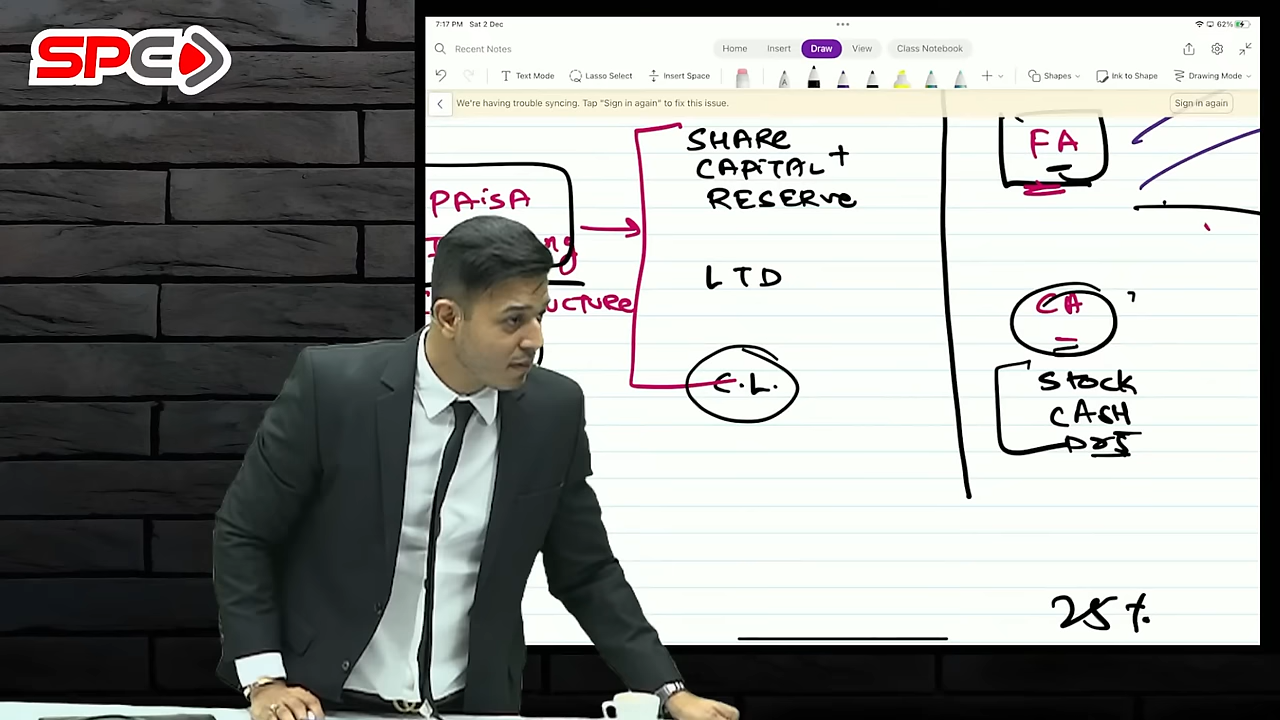 SPC
7:17 PM Sat 2 Dec
62%
Recent Notes
Home Insert Draw View Class Notebook
Text Mode Lasso Select Insert Space Shapes Ink to Shape Drawing Mode
We're having trouble syncing. Tap "Sign in again" to fix this issue. Sign in again
PAiSA
SHARE
CAPiTAL +
RESERVe
LTD
C.L.
FA
CA
Stock
CASH
DrS
25%